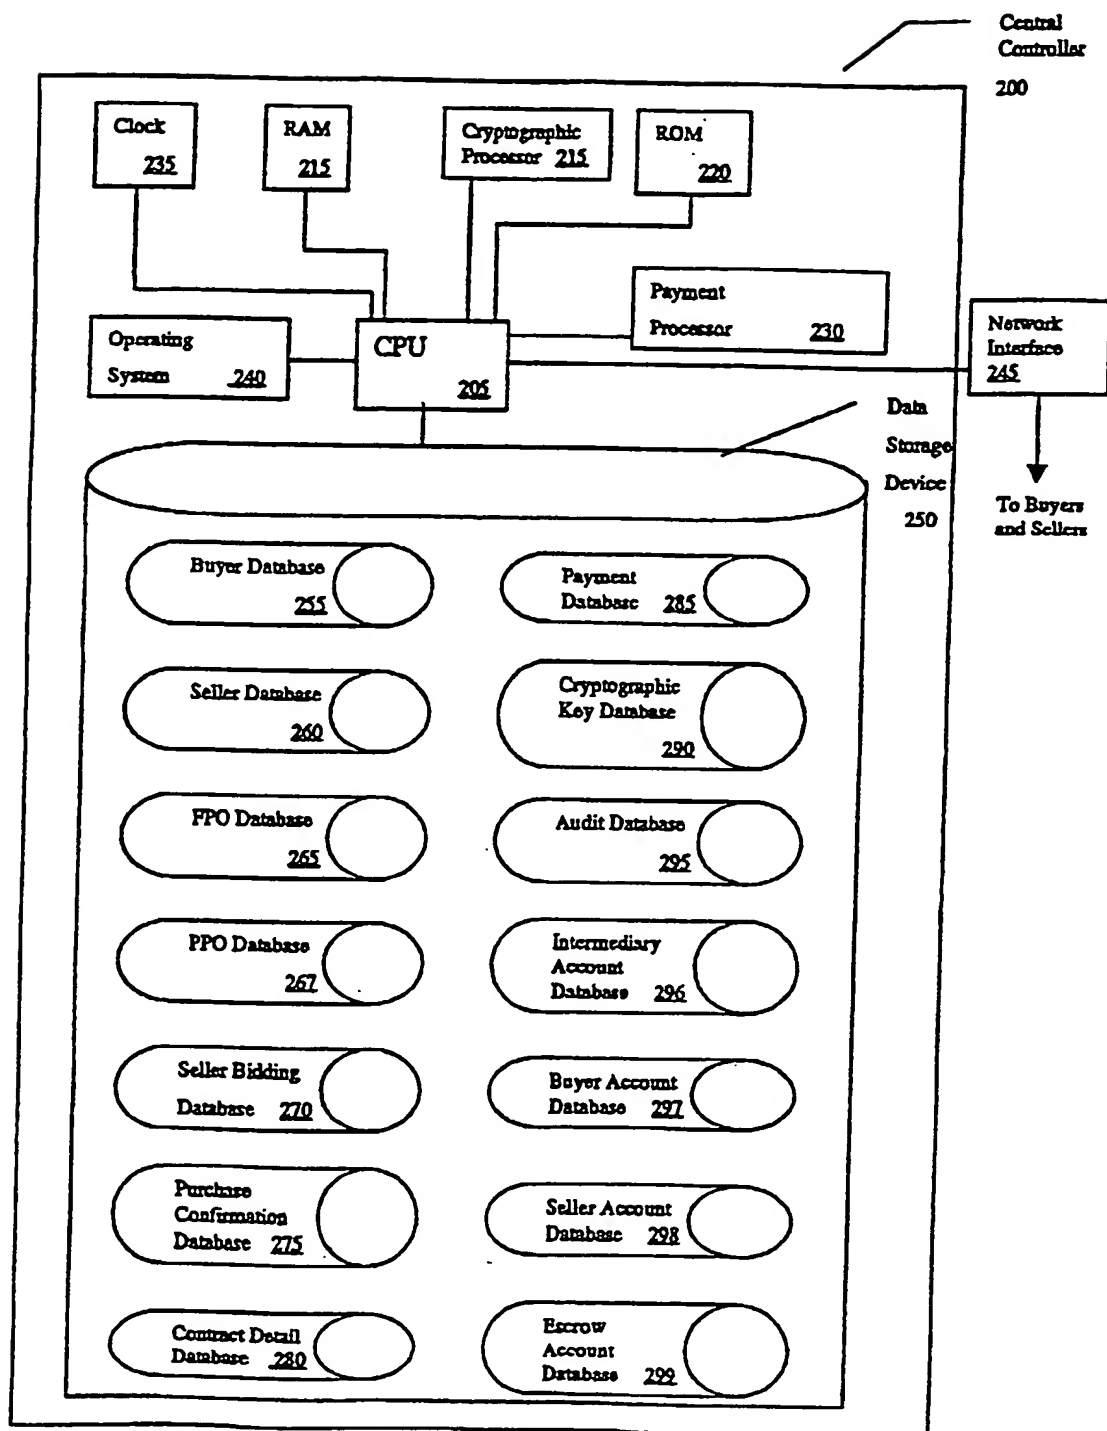 Central
Controller
200
Clock
235
RAM
215
Cryptographic
Processor 215
ROM
220
Payment
Processor 230
Operating
System 240
CPU
205
Network
Interface
245
Data
Storage
Device
250
To Buyers
and Sellers
Buyer Database
255
Payment
Database 285
Seller Database
260
Cryptographic
Key Database
290
FPO Database
265
Audit Database
295
PPO Database
267
Intermediary
Account
Database 296
Seller Bidding
Database 270
Buyer Account
Database 297
Purchase
Confirmation
Database 275
Seller Account
Database 298
Contract Detail
Database 280
Escrow
Account
Database 299